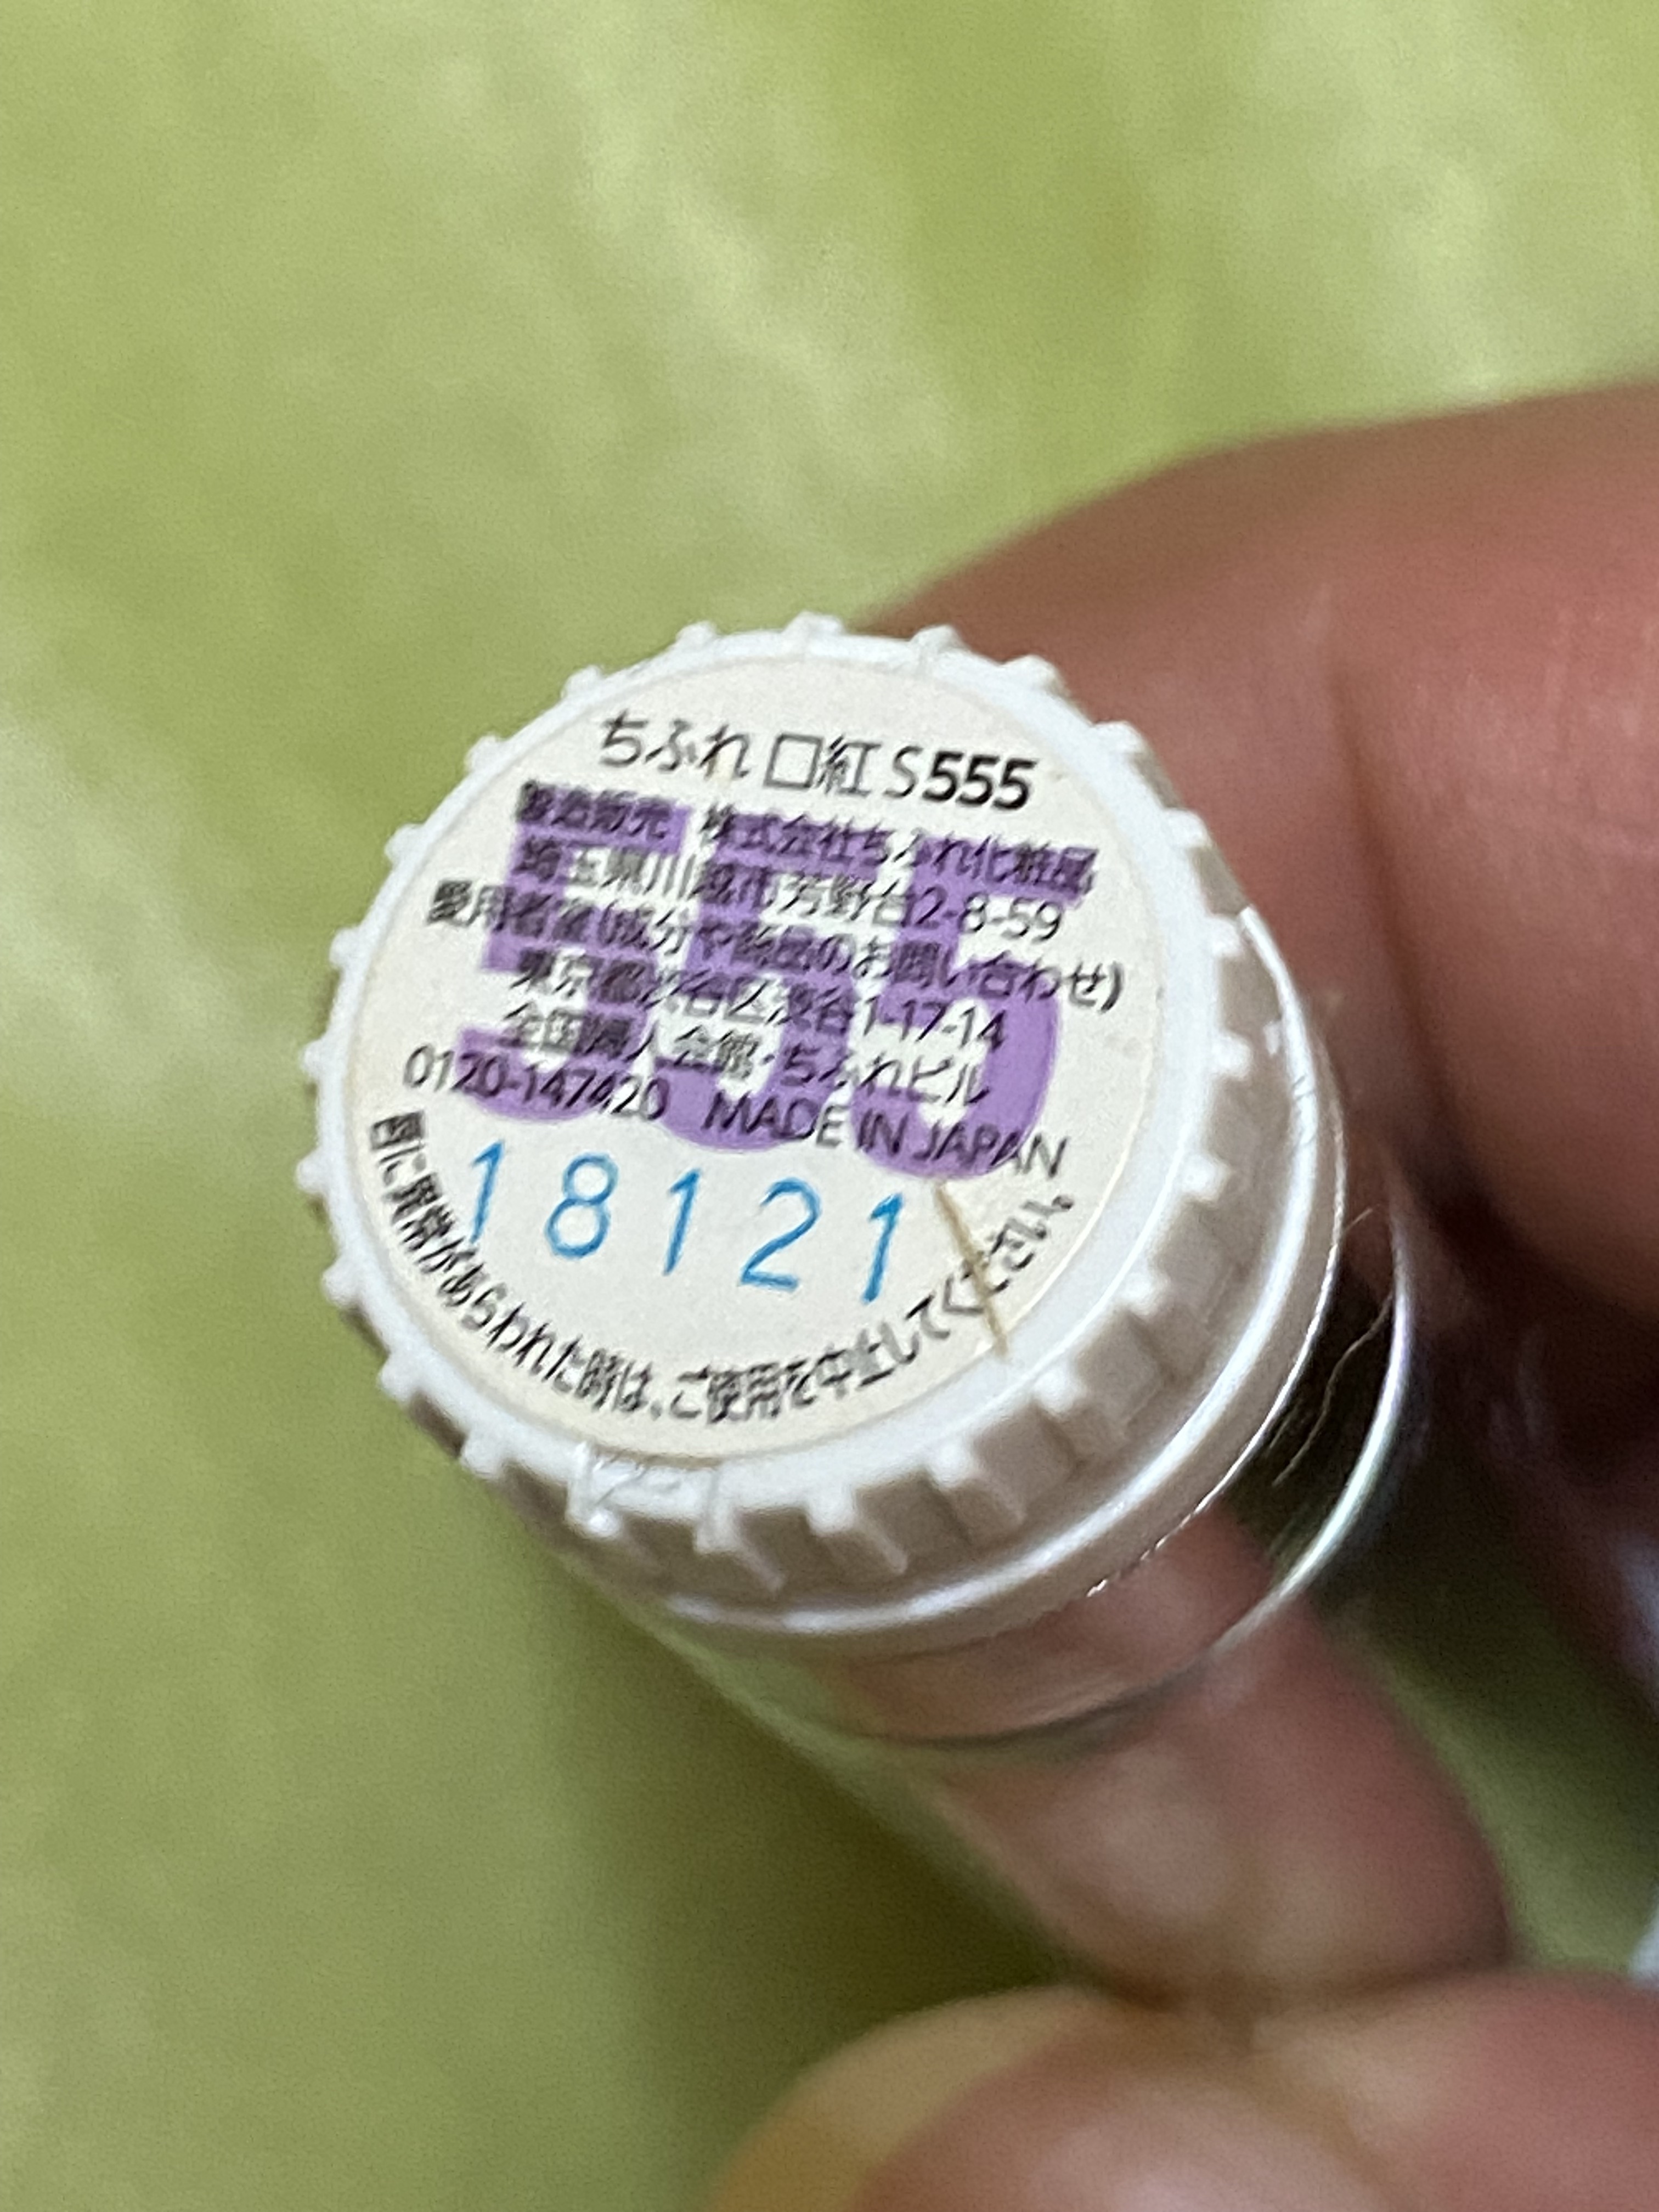 ちふれ 口紅 S 555
555
製造販売 株式会社ちふれ化粧品
埼玉県川越市芳野台2-8-59
愛用者室(成分や商品のお問い合わせ)
東京都渋谷区渋谷1-17-14
全国婦人会館・ちふれビル
0120-147420 MADE IN JAPAN
18121
唇に異常があらわれた時は、ご使用を中止してください。